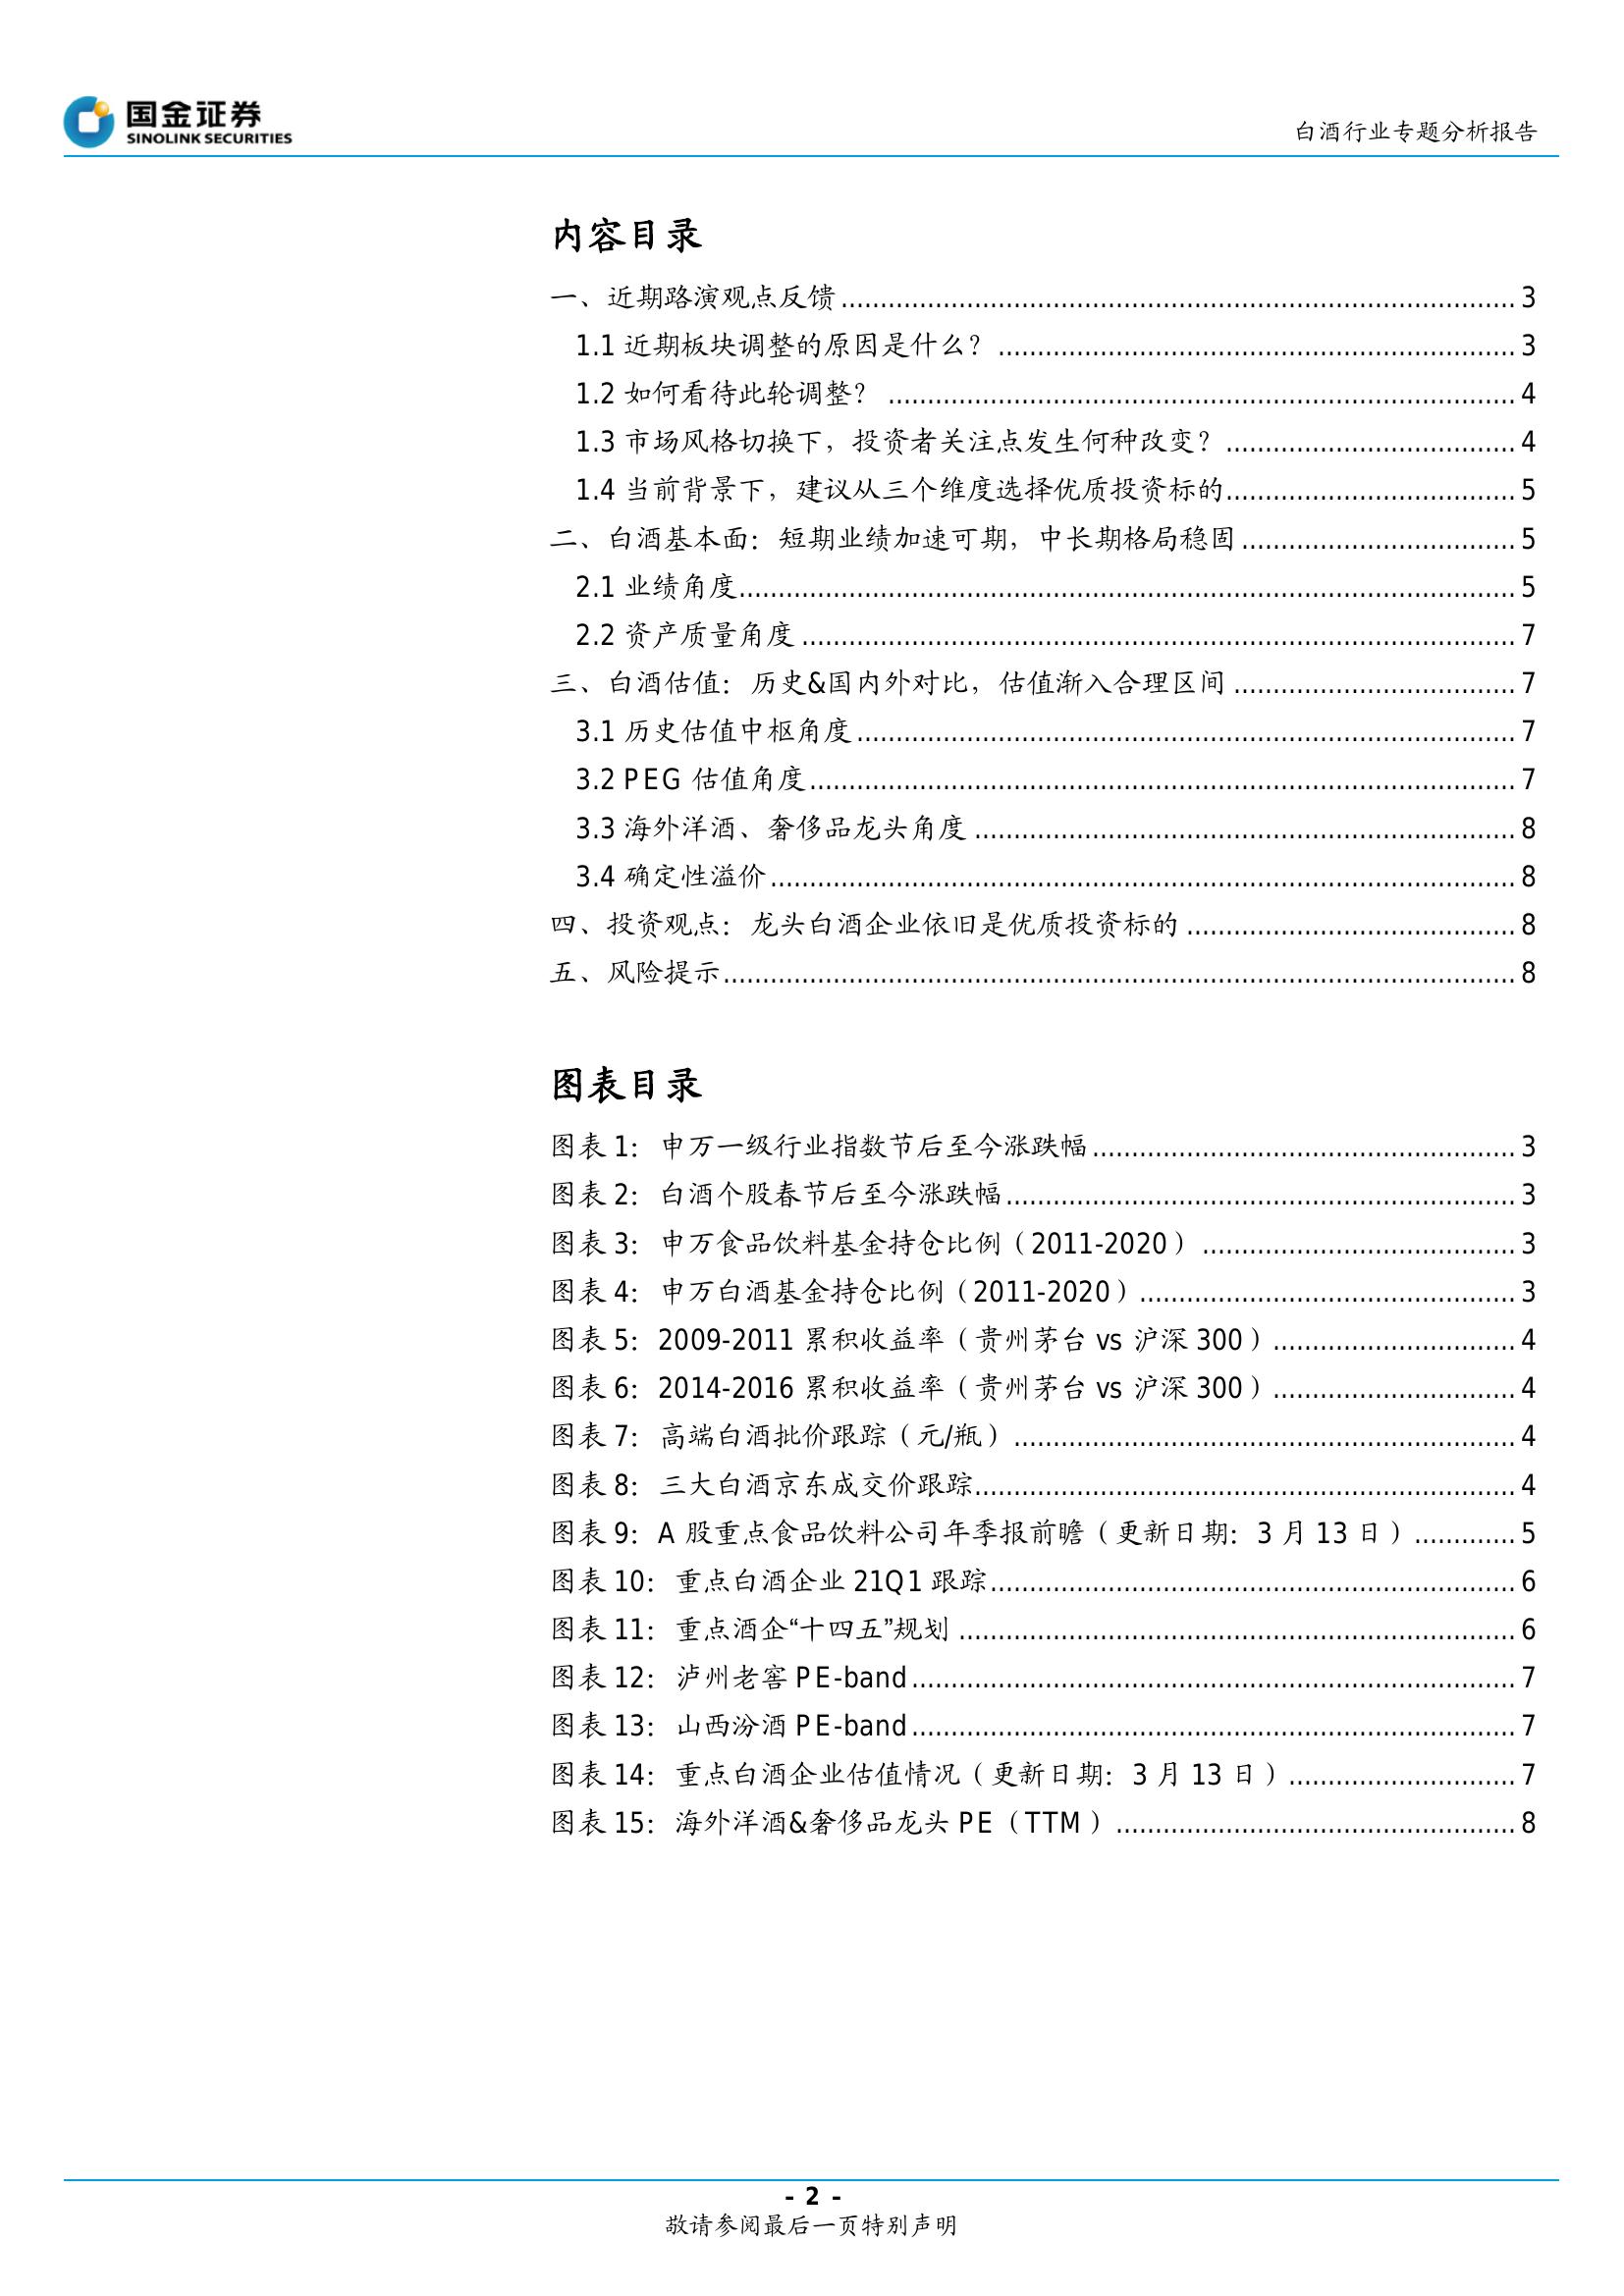 国金证券
SINOLINK SECURITIES
白酒行业专题分析报告
内容目录
一、近期路演观点反馈 3
1.1 近期板块调整的原因是什么？ 3
1.2 如何看待此轮调整？ 4
1.3 市场风格切换下，投资者关注点发生何种改变？ 4
1.4 当前背景下，建议从三个维度选择优质投资标的 5
二、白酒基本面：短期业绩加速可期，中长期格局稳固 5
2.1 业绩角度 5
2.2 资产质量角度 7
三、白酒估值：历史&国内外对比，估值渐入合理区间 7
3.1 历史估值中枢角度 7
3.2 PEG 估值角度 7
3.3 海外洋酒、奢侈品龙头角度 8
3.4 确定性溢价 8
四、投资观点：龙头白酒企业依旧是优质投资标的 8
五、风险提示 8
图表目录
图表 1：申万一级行业指数节后至今涨跌幅 3
图表 2：白酒个股春节后至今涨跌幅 3
图表 3：申万食品饮料基金持仓比例（2011-2020） 3
图表 4：申万白酒基金持仓比例（2011-2020） 3
图表 5：2009-2011 累积收益率（贵州茅台 vs 沪深 300） 4
图表 6：2014-2016 累积收益率（贵州茅台 vs 沪深 300） 4
图表 7：高端白酒批价跟踪（元/瓶） 4
图表 8：三大白酒京东成交价跟踪 4
图表 9：A 股重点食品饮料公司年季报前瞻（更新日期：3 月 13 日） 5
图表 10：重点白酒企业 21Q1 跟踪 6
图表 11：重点酒企“十四五”规划 6
图表 12：泸州老窖 PE-band 7
图表 13：山西汾酒 PE-band 7
图表 14：重点白酒企业估值情况（更新日期：3 月 13 日） 7
图表 15：海外洋酒&奢侈品龙头 PE（TTM） 8
- 2 -
敬请参阅最后一页特别声明